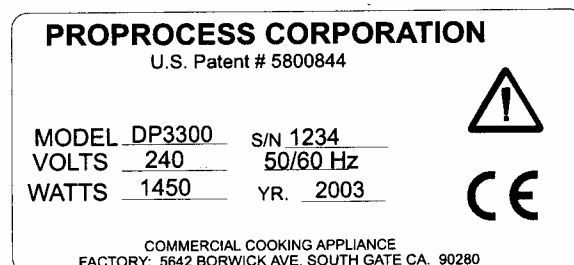 PROPROCESS CORPORATION
U.S. Patent # 5800844
MODEL DP3300 S/N 1234
VOLTS 240 50/60 Hz
WATTS 1450 YR. 2003
CE
COMMERCIAL COOKING APPLIANCE
FACTORY: 5642 BORWICK AVE. SOUTH GATE CA. 90280